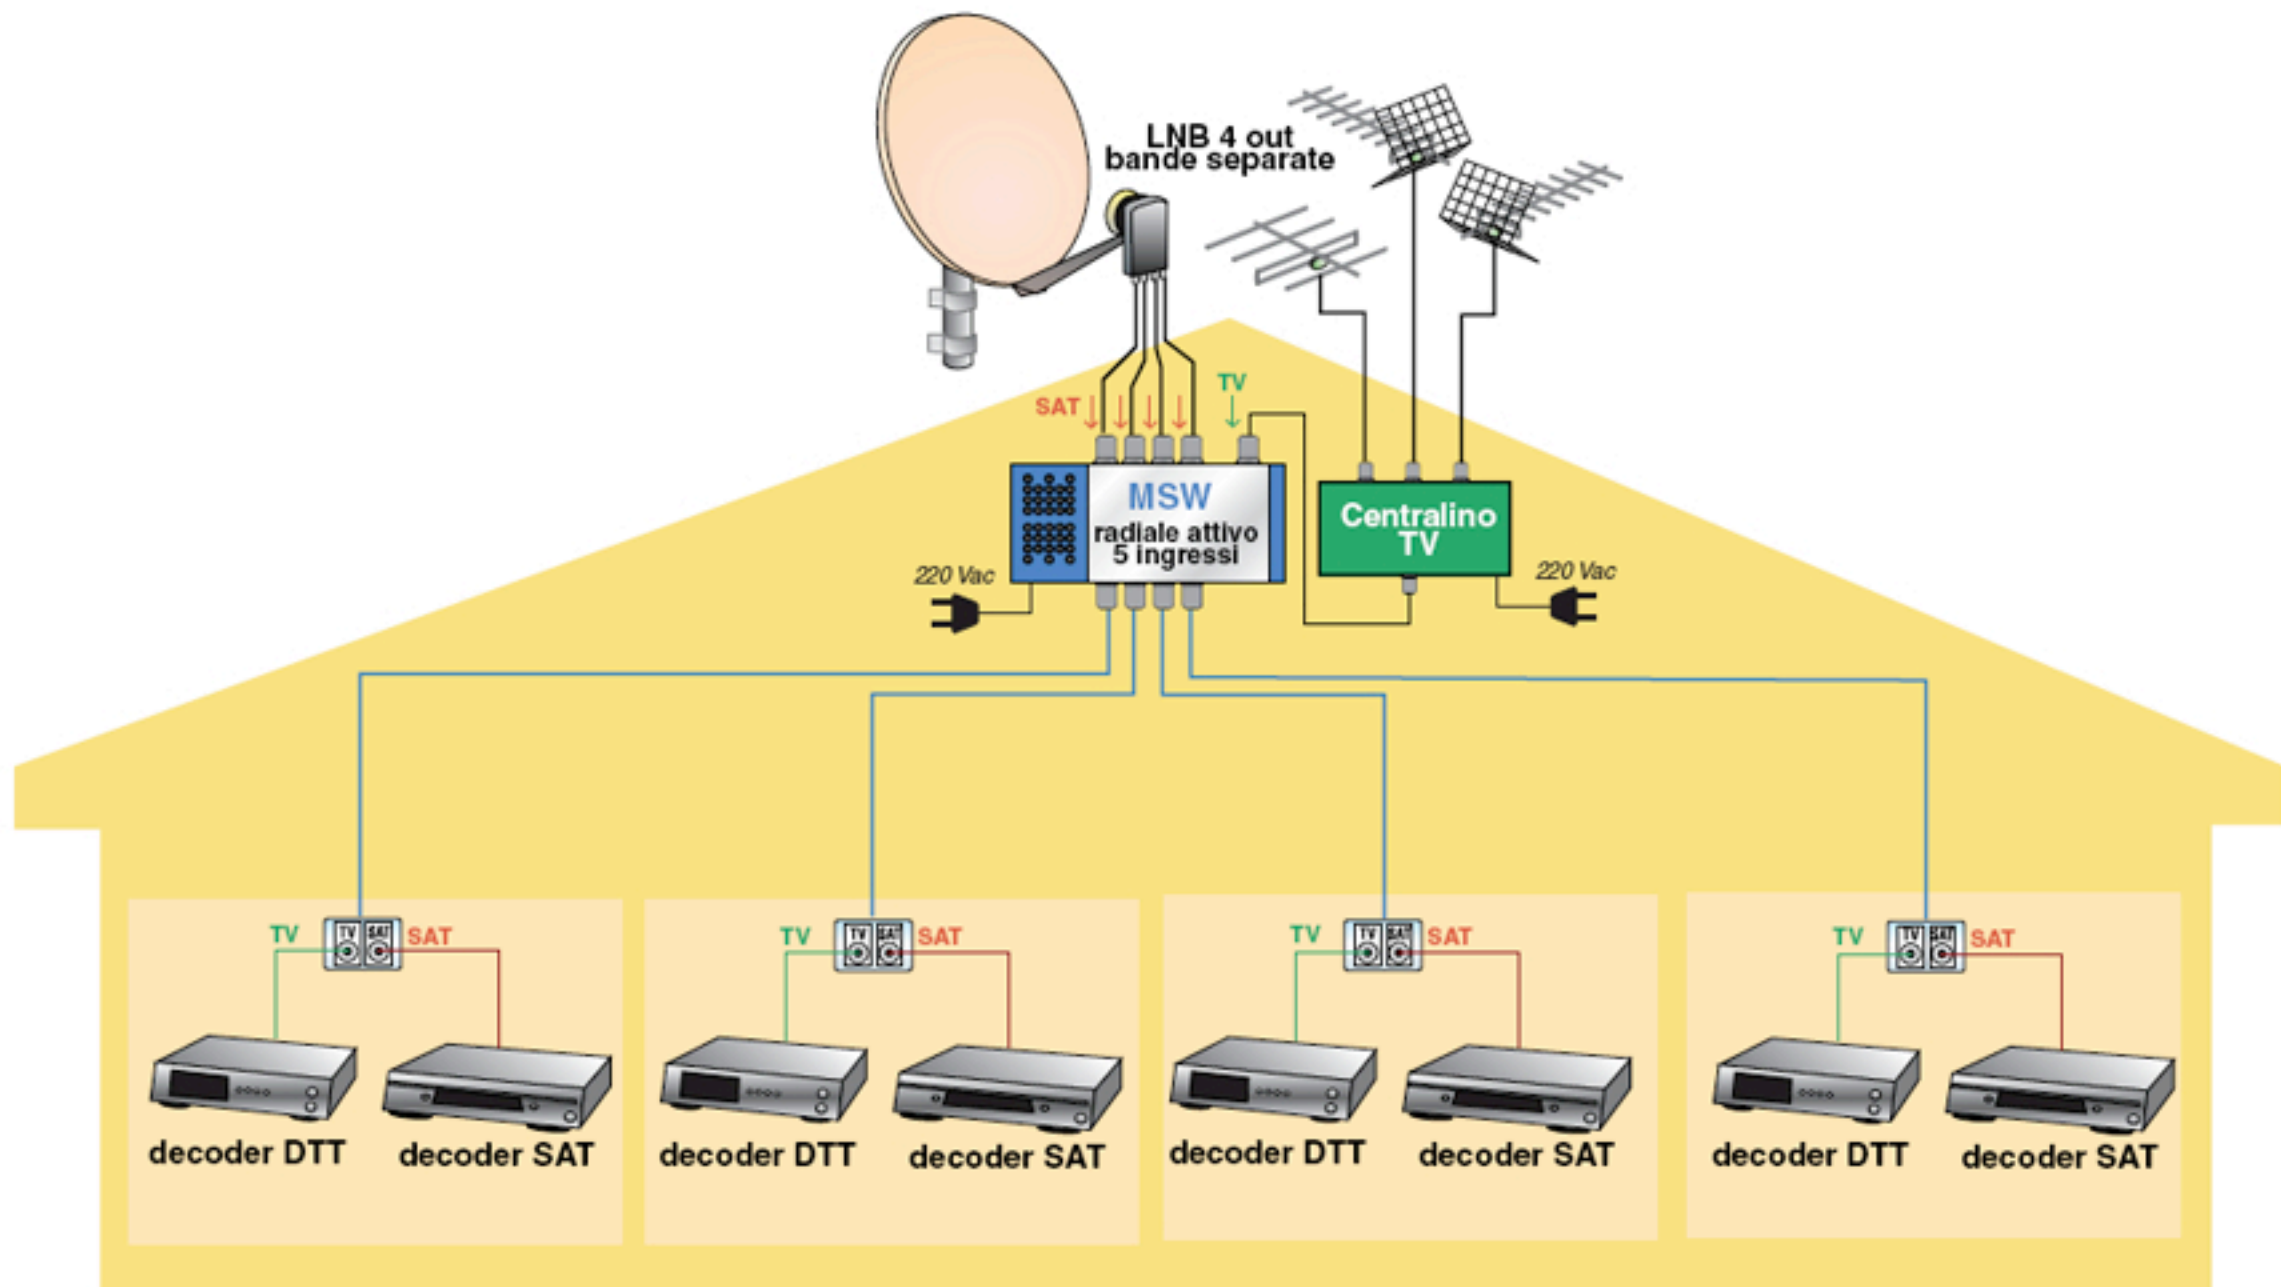 LNB 4 out
bande separate
SAT
TV
MSW
radiale attivo
5 ingressi
Centralino
TV
220 Vac
220 Vac
TV
TV
SAT
SAT
decoder DTT
decoder SAT
TV
TV
SAT
SAT
decoder DTT
decoder SAT
TV
TV
SAT
SAT
decoder DTT
decoder SAT
TV
TV
SAT
SAT
decoder DTT
decoder SAT